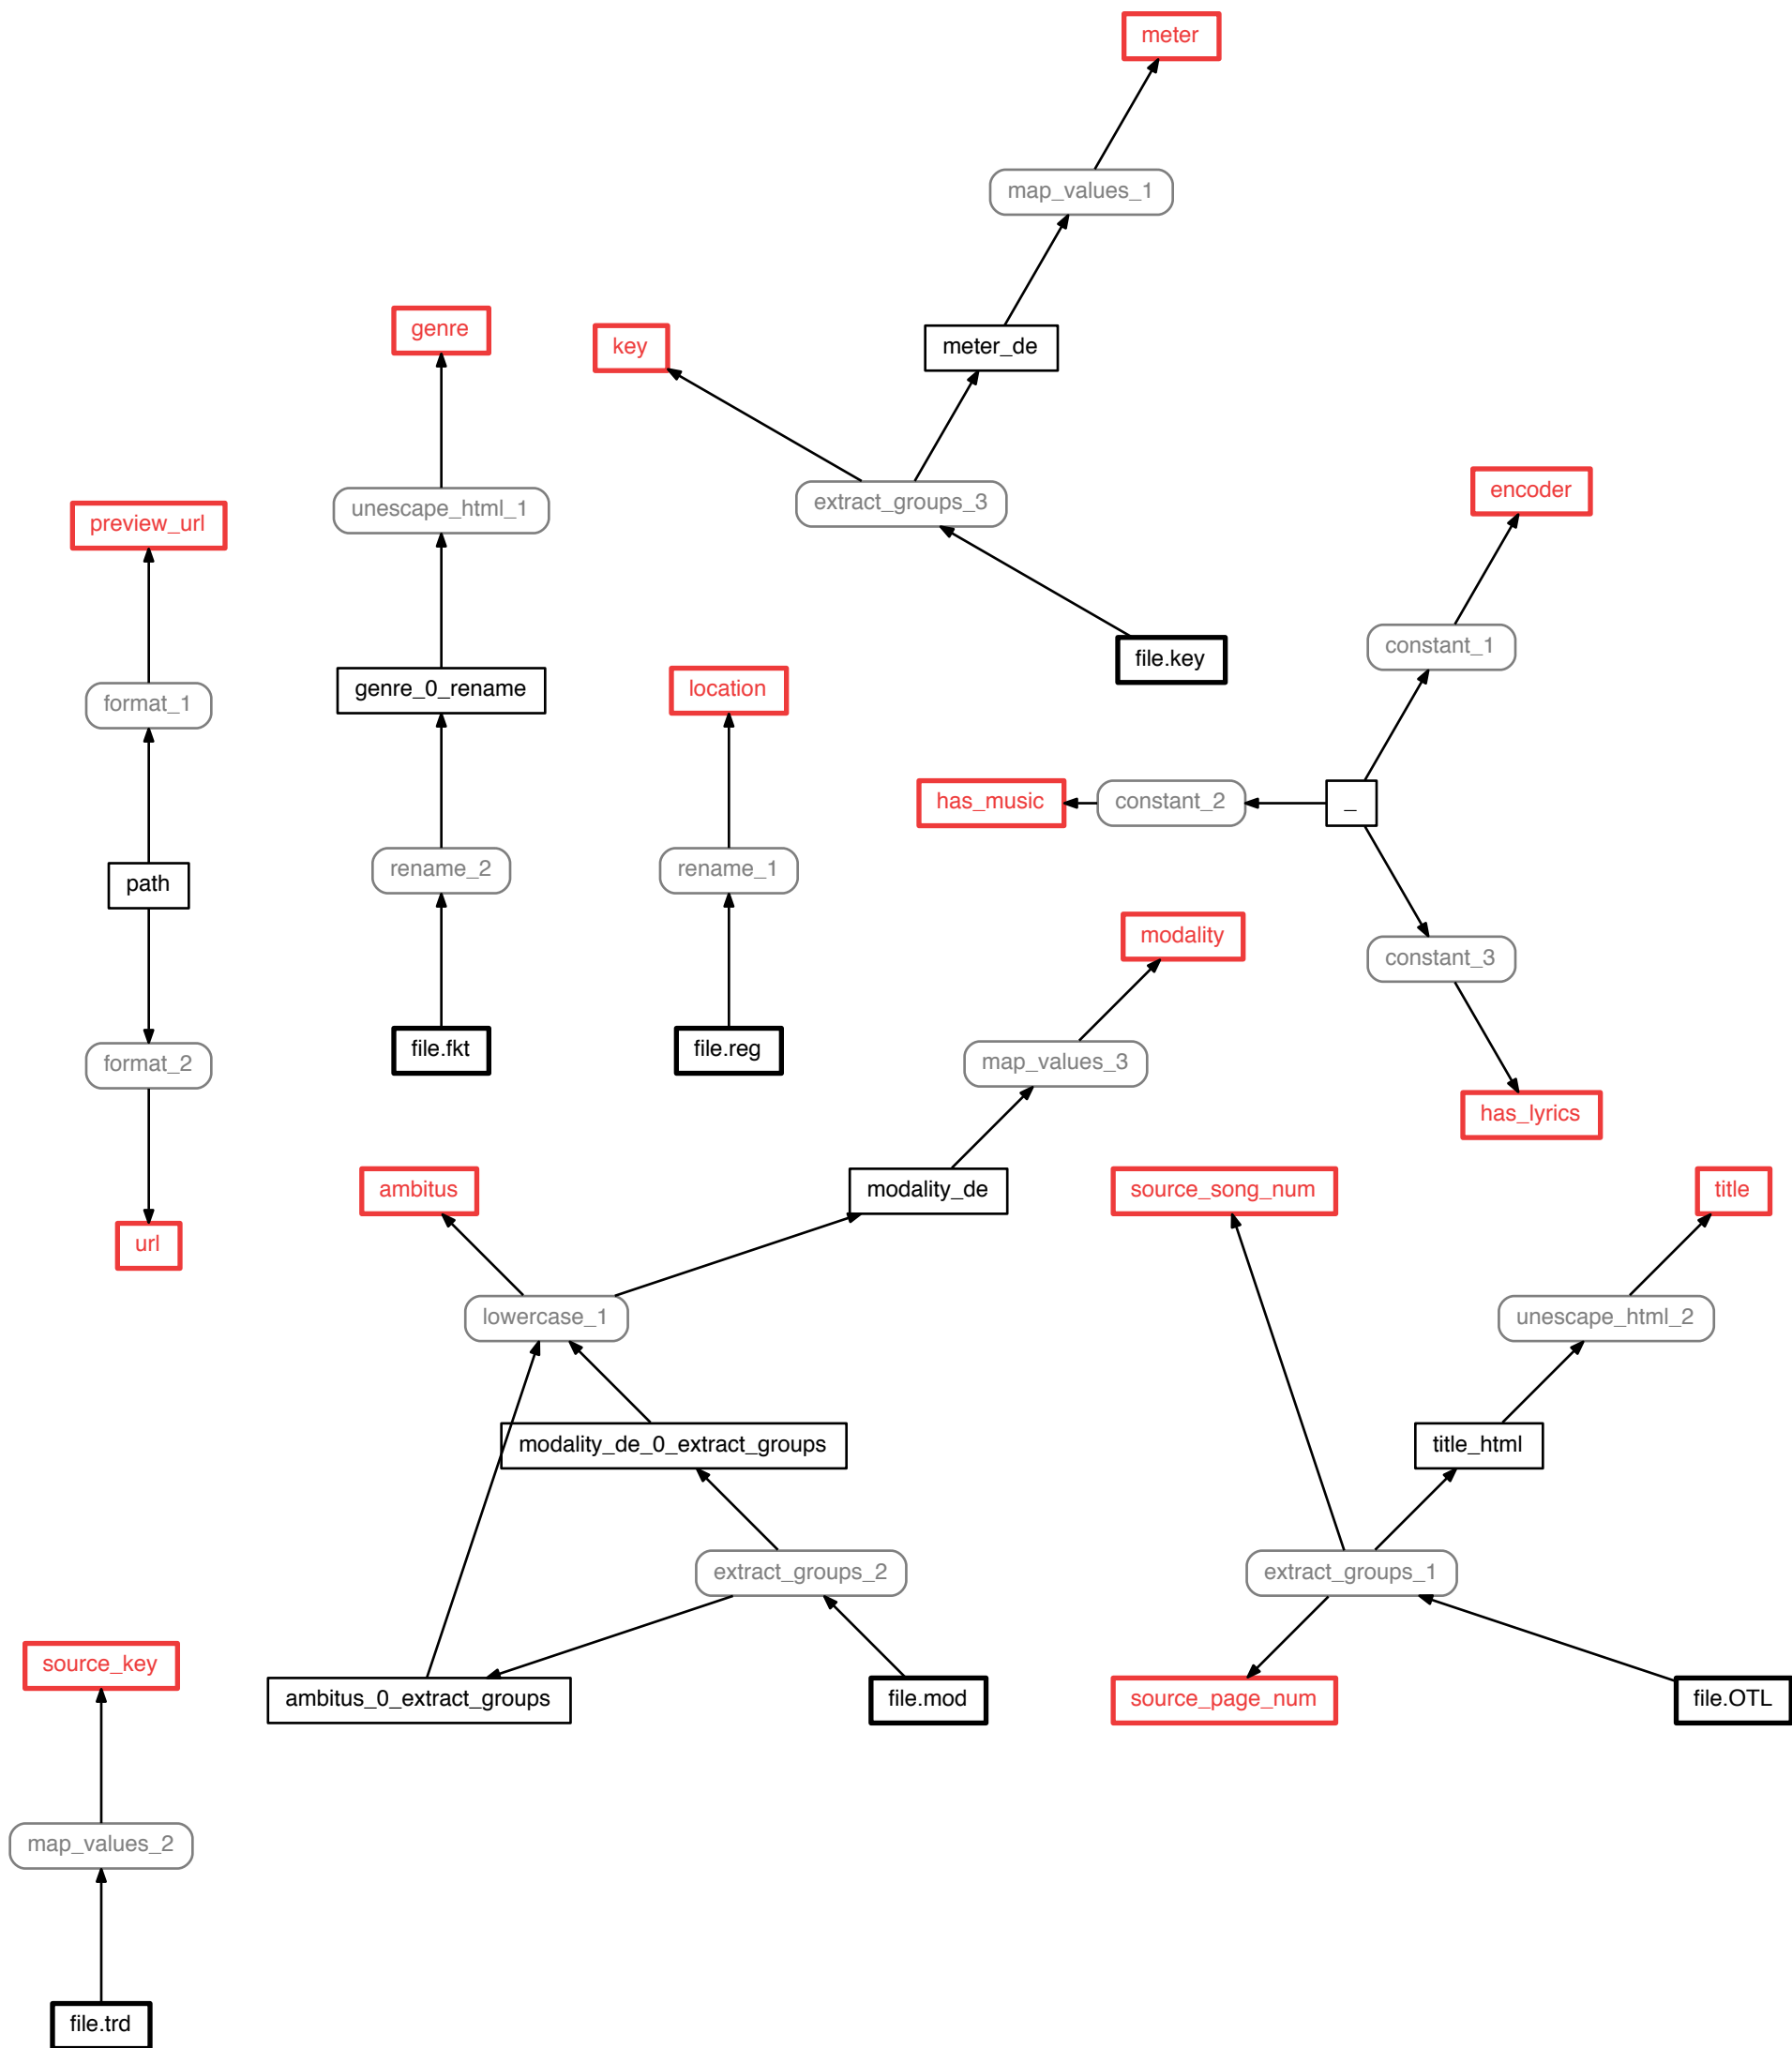 meter
map_values_1
genre
key
meter_de
encoder
preview_url
unescape_html_1
extract_groups_3
constant_1
file.key
format_1
genre_0_rename
location
has_music
constant_2
_
path
rename_2
rename_1
modality
constant_3
format_2
file.fkt
file.reg
map_values_3
has_lyrics
url
ambitus
modality_de
source_song_num
title
lowercase_1
unescape_html_2
modality_de_0_extract_groups
title_html
extract_groups_2
extract_groups_1
source_key
ambitus_0_extract_groups
file.mod
source_page_num
file.OTL
map_values_2
file.trd